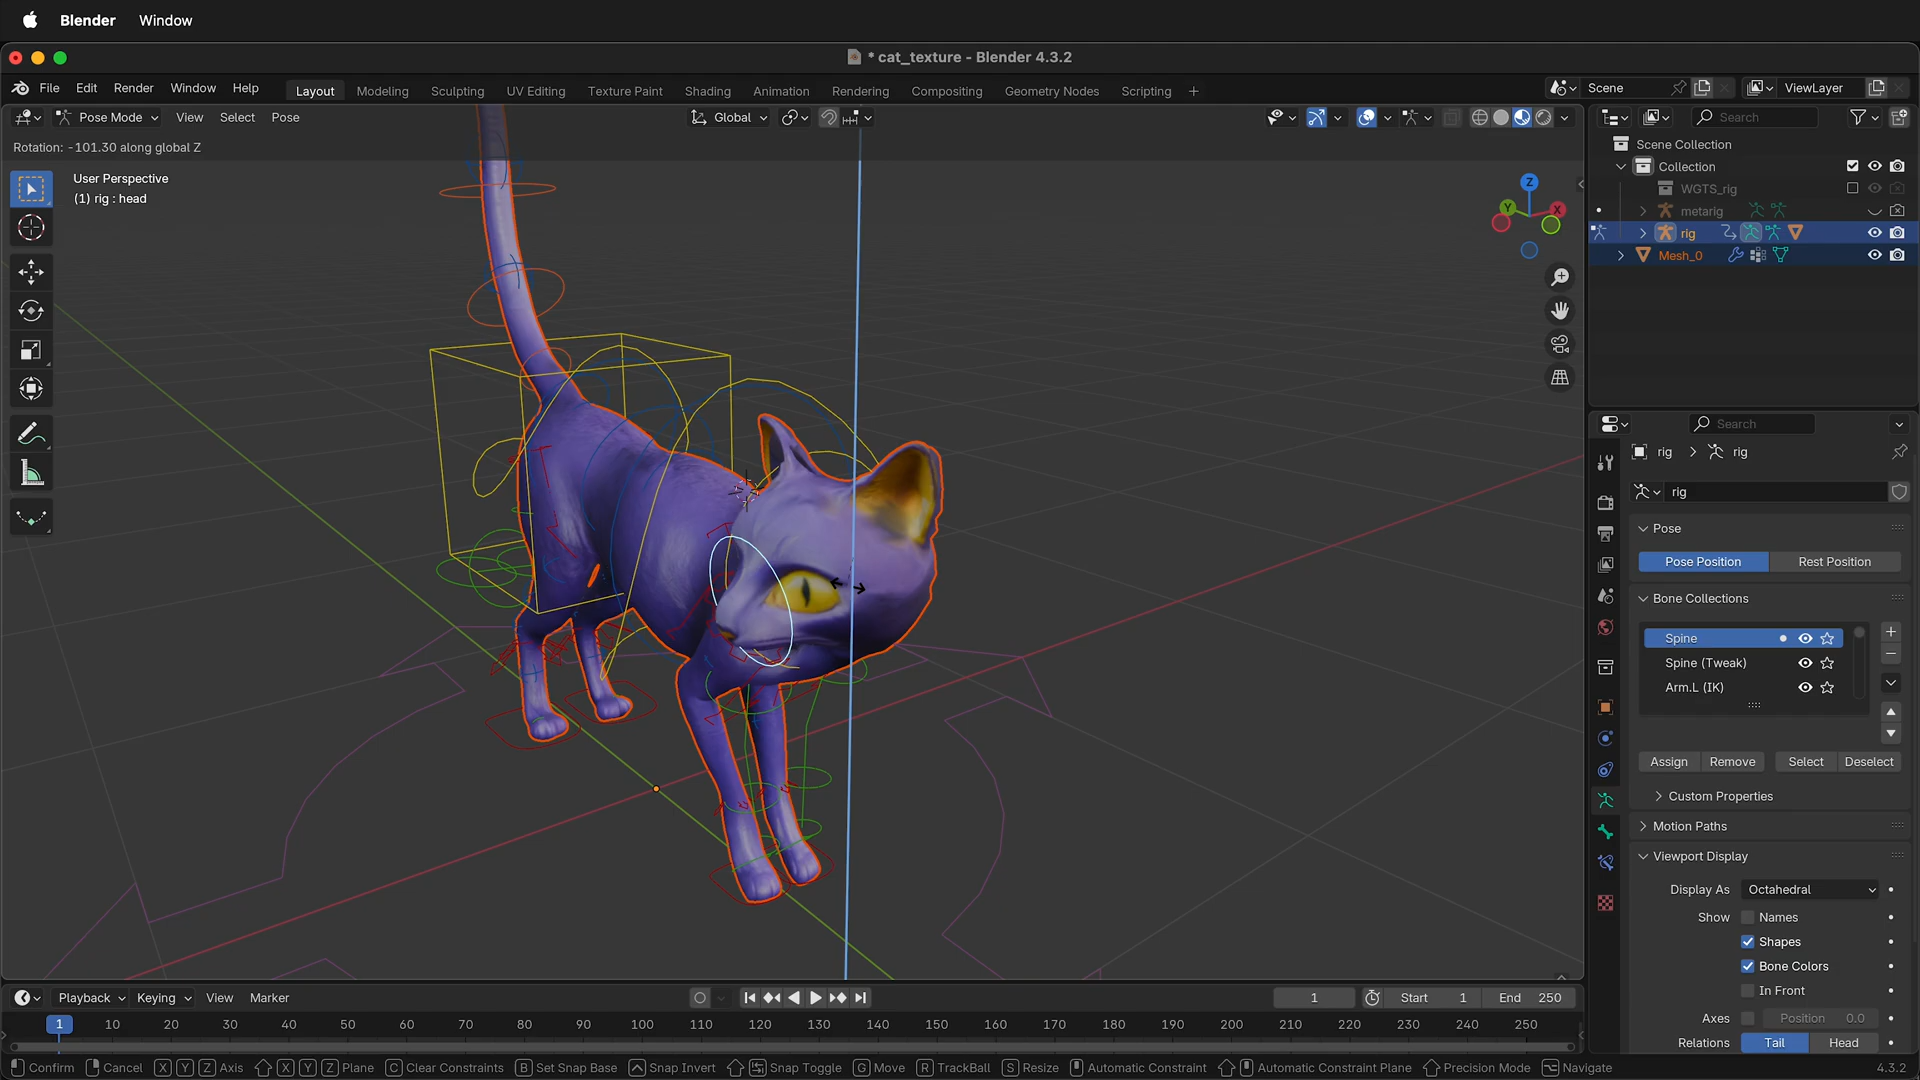 Blender Window
* cat_texture - Blender 4.3.2
File Edit Render Window Help Layout Modeling Sculpting UV Editing Texture Paint Shading Animation Rendering Compositing Geometry Nodes Scripting + Scene ViewLayer
Pose Mode View Select Pose Global Search
Rotation: -101.30 along global Z
User Perspective
(1) rig : head
Z
Y
X
Scene Collection
Collection
WGTS_rig
metarig
rig
Mesh_0
Search
rig > rig
rig
Pose
Pose Position Rest Position
Bone Collections
Spine
Spine (Tweak)
Arm.L (IK)
Assign Remove Select Deselect
Custom Properties
Motion Paths
Viewport Display
Display As Octahedral
Show Names
Shapes
Bone Colors
In Front
Axes Position 0.0
Relations Tail Head
Playback Keying View Marker 1 Start 1 End 250
1 10 20 30 40 50 60 70 80 90 100 110 120 130 140 150 160 170 180 190 200 210 220 230 240 250
Confirm Cancel X Y Z Axis X Y Z Plane C Clear Constraints B Set Snap Base Snap Invert Snap Toggle G Move R TrackBall S Resize Automatic Constraint Automatic Constraint Plane Precision Mode Navigate 4.3.2